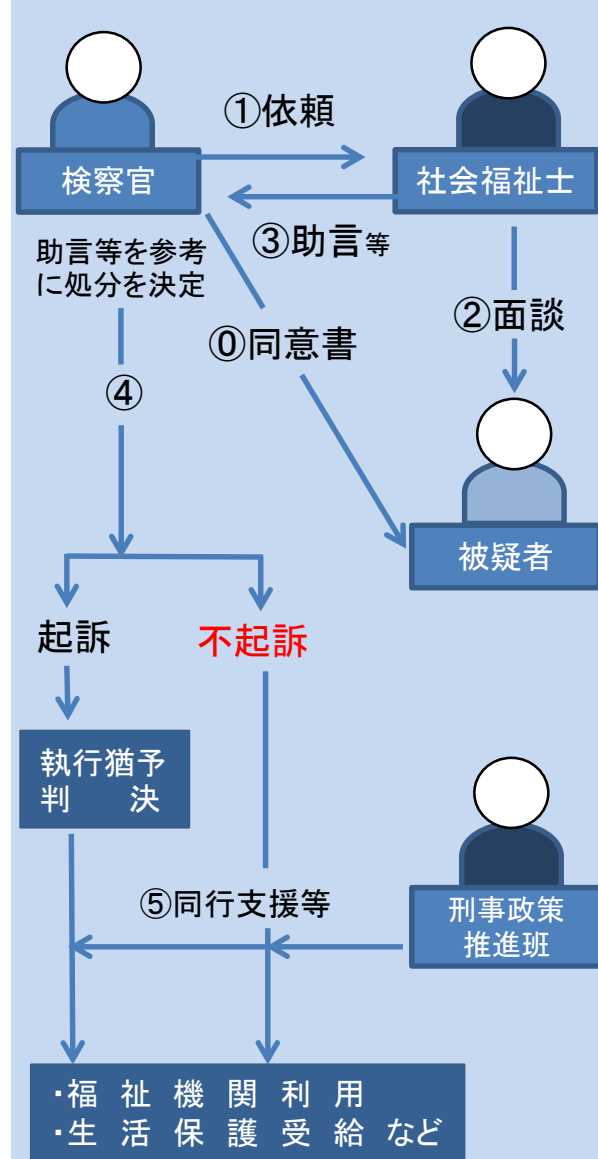 ①依頼
検察官
社会福祉士
③助言等
助言等を参考
に処分を決定
②面談
⓪同意書
④
被疑者
起訴
不起訴
執行猶予
判決
⑤同行支援等
刑事政策
推進班
・福祉機関利用
・生活保護受給など